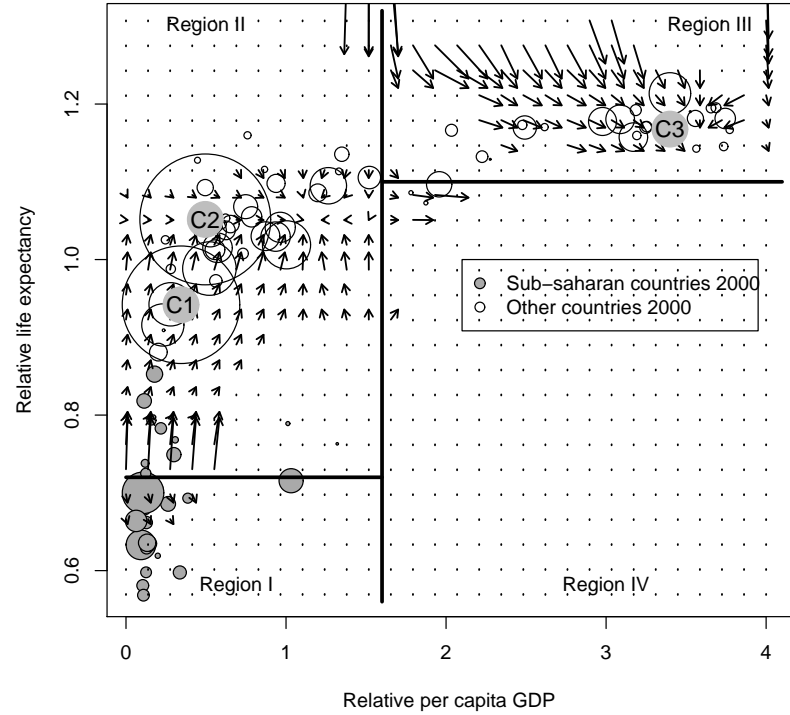 Region II
Region III
1.2
C3
C2
1.0
Sub−saharan countries 2000
Other countries 2000
C1
Relative life expectancy
0.8
0.6
Region I
Region IV
0
1
2
3
4
Relative per capita GDP